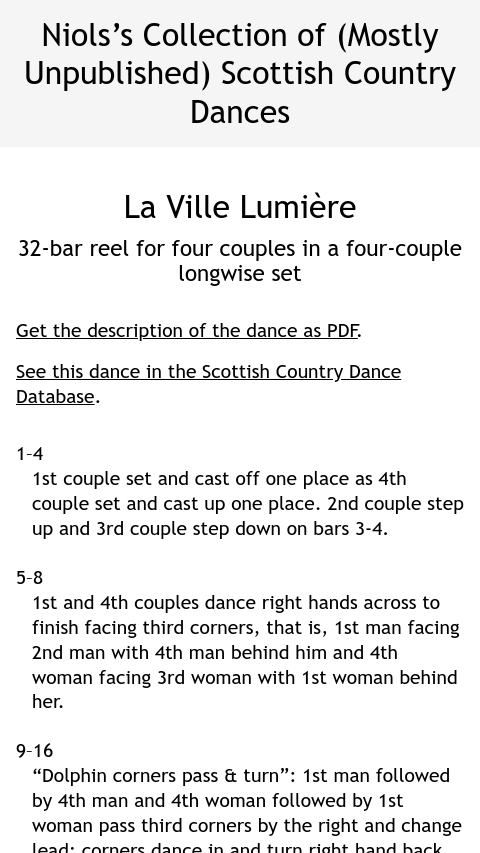 Niols’s Collection of (Mostly
Unpublished) Scottish Country
Dances
La Ville Lumière
32-bar reel for four couples in a four-couple
longwise set
Get the description of the dance as PDF.
See this dance in the Scottish Country Dance
Database.
1–4
1st couple set and cast off one place as 4th
couple set and cast up one place. 2nd couple step
up and 3rd couple step down on bars 3-4.
5–8
1st and 4th couples dance right hands across to
finish facing third corners, that is, 1st man facing
2nd man with 4th man behind him and 4th
woman facing 3rd woman with 1st woman behind
her.
9–16
“Dolphin corners pass & turn”: 1st man followed
by 4th man and 4th woman followed by 1st
woman pass third corners by the right and change
lead; corners dance in and turn right hand back